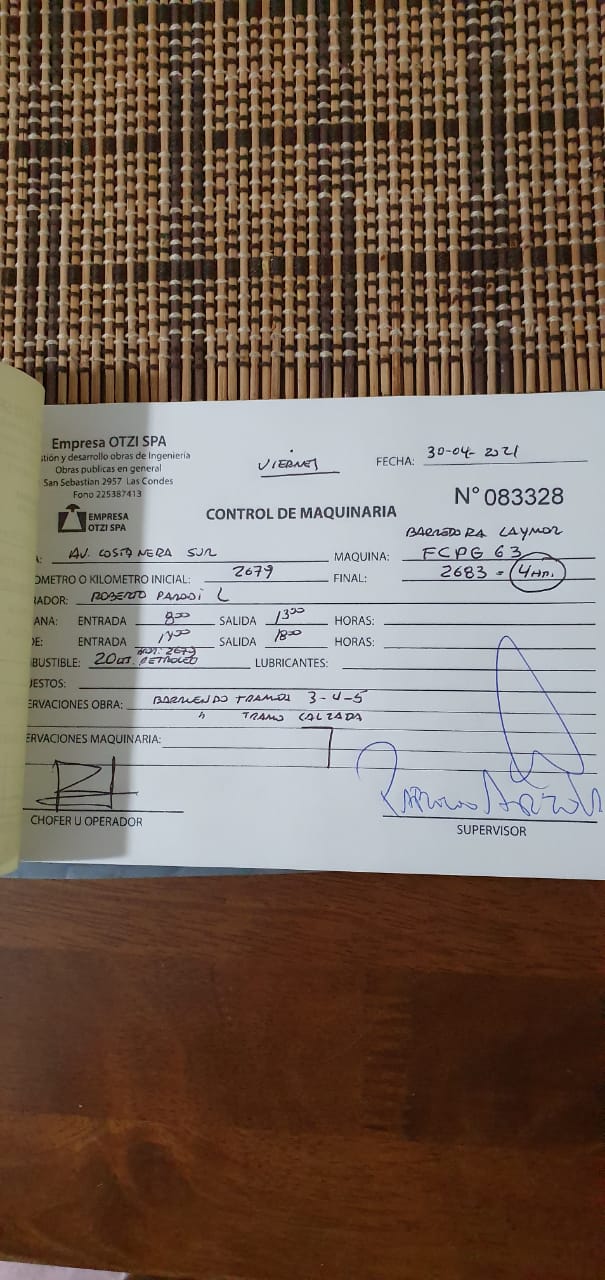 Empresa OTZI SPA
stión y desarrollo obras de Ingeniería
Obras publicas en general
San Sebastian 2957 Las Condes
Fono 225387413
EMPRESA
OTZI SPA
VIERNES
FECHA: 30-04-2021
N° 083328
CONTROL DE MAQUINARIA
BARREDORA LAYMOR
A: AV. COSTANERA SUR MAQUINA: FCPG 63
OMETRO O KILOMETRO INICIAL: 2679 FINAL: 2683 = 4 HR.
RADOR: ROBERTO PARODI L
ANA: ENTRADA 8 00 SALIDA 13 00 HORAS:
DE: ENTRADA 14 00 SALIDA 18 00 HORAS:
HOR: 2679
BUSTIBLE: 20 LT. PETROLEO LUBRICANTES:
UESTOS:
ERVACIONES OBRA: BARRIENDO TRAMOS 3-4-5
" TRAMO CALZADA
ERVACIONES MAQUINARIA:
CHOFER U OPERADOR
SUPERVISOR